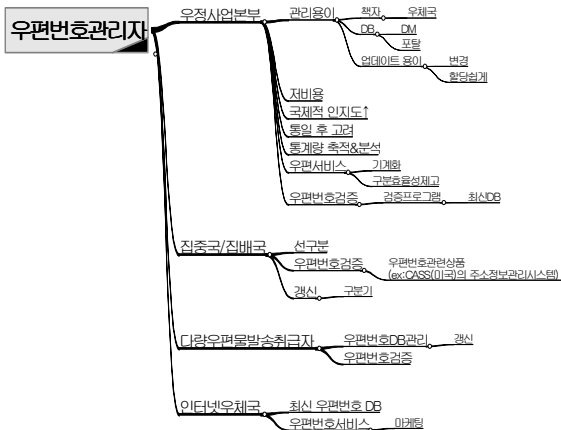 우편번호관리자
우정사업본부
관리용이
책자
우체국
DB
DM
포탈
업데이트 용이
변경
할당쉽게
저비용
국제적 인지도↑
통일 후 고려
통계량 축적&분석
우편서비스
기계화
구분효율성제고
우편번호검증
검증프로그램
최신DB
집중국/집배국
선구분
우편번호검증
우편번호관련상품
(ex:CASS(미국)의 주소정보관리시스템)
갱신
구분기
다량우편물발송취급자
우편번호DB관리
갱신
우편번호검증
인터넷우체국
최신 우편번호 DB
우편번호서비스
마케팅